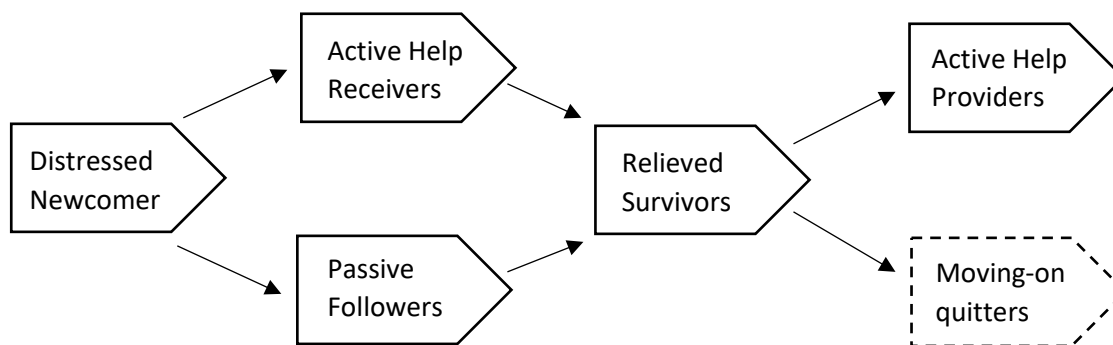 Distressed
Newcomer
Active Help
Receivers
Passive
Followers
Relieved
Survivors
Active Help
Providers
Moving-on
quitters